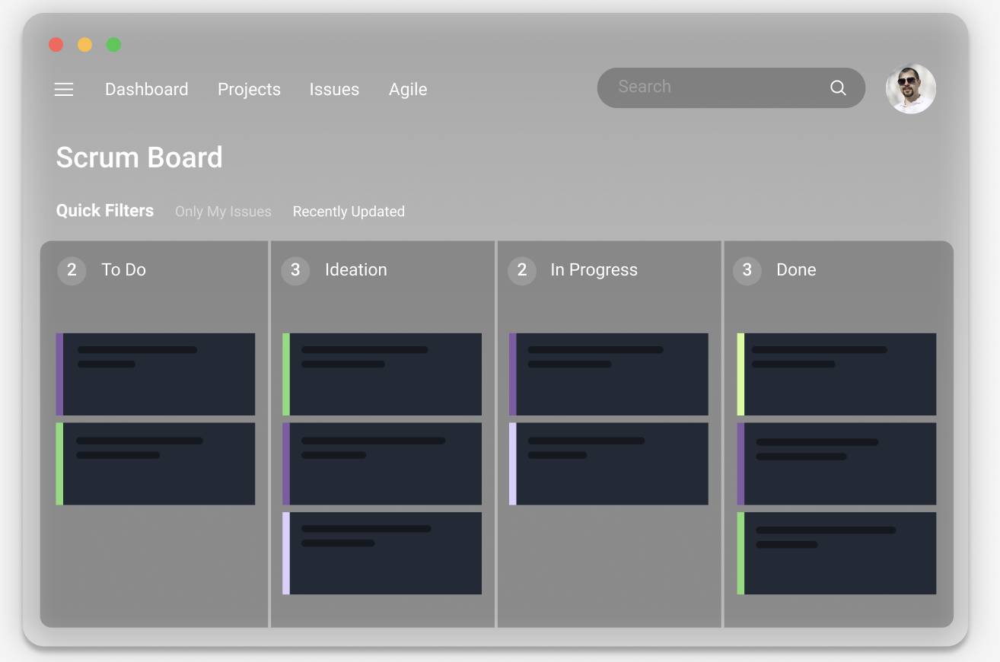 Dashboard Projects Issues Agile Search
Scrum Board
Quick Filters Only My Issues Recently Updated
2 To Do 3 Ideation 2 In Progress 3 Done